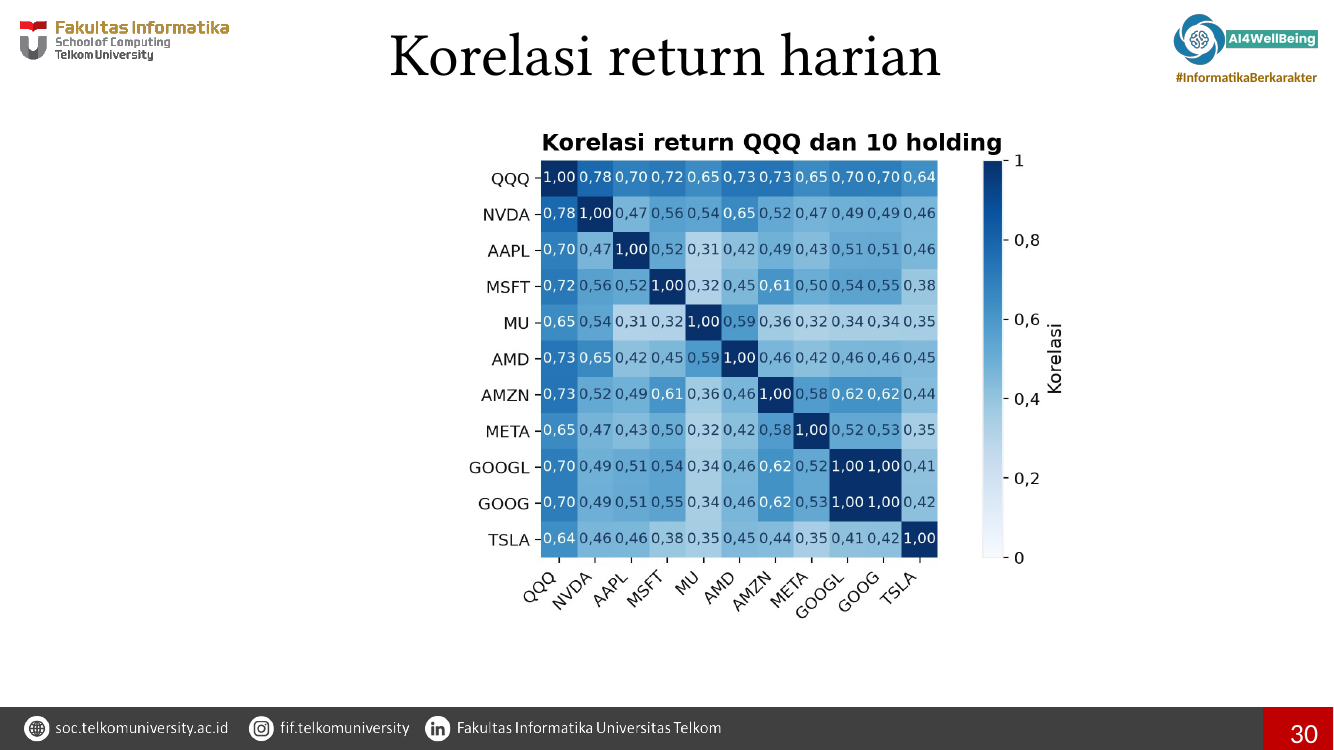 Fakultas Informatika
School of Computing
Telkom University
Korelasi return harian
AI4WellBeing
#InformatikaBerkarakter
Korelasi return QQQ dan 10 holding
QQQ 1,00 0,78 0,70 0,72 0,65 0,73 0,73 0,65 0,70 0,70 0,64
NVDA 0,78 1,00 0,47 0,56 0,54 0,65 0,52 0,47 0,49 0,49 0,46
AAPL 0,70 0,47 1,00 0,52 0,31 0,42 0,49 0,43 0,51 0,51 0,46
MSFT 0,72 0,56 0,52 1,00 0,32 0,45 0,61 0,50 0,54 0,55 0,38
MU 0,65 0,54 0,31 0,32 1,00 0,59 0,36 0,32 0,34 0,34 0,35
AMD 0,73 0,65 0,42 0,45 0,59 1,00 0,46 0,42 0,46 0,46 0,45
AMZN 0,73 0,52 0,49 0,61 0,36 0,46 1,00 0,58 0,62 0,62 0,44
META 0,65 0,47 0,43 0,50 0,32 0,42 0,58 1,00 0,52 0,53 0,35
GOOGL 0,70 0,49 0,51 0,54 0,34 0,46 0,62 0,52 1,00 1,00 0,41
GOOG 0,70 0,49 0,51 0,55 0,34 0,46 0,62 0,53 1,00 1,00 0,42
TSLA 0,64 0,46 0,46 0,38 0,35 0,45 0,44 0,35 0,41 0,42 1,00
QQQ NVDA AAPL MSFT MU AMD AMZN META GOOGL GOOG TSLA
1
0,8
0,6
0,4
0,2
0
Korelasi
soc.telkomuniversity.ac.id fif.telkomuniversity Fakultas Informatika Universitas Telkom
30